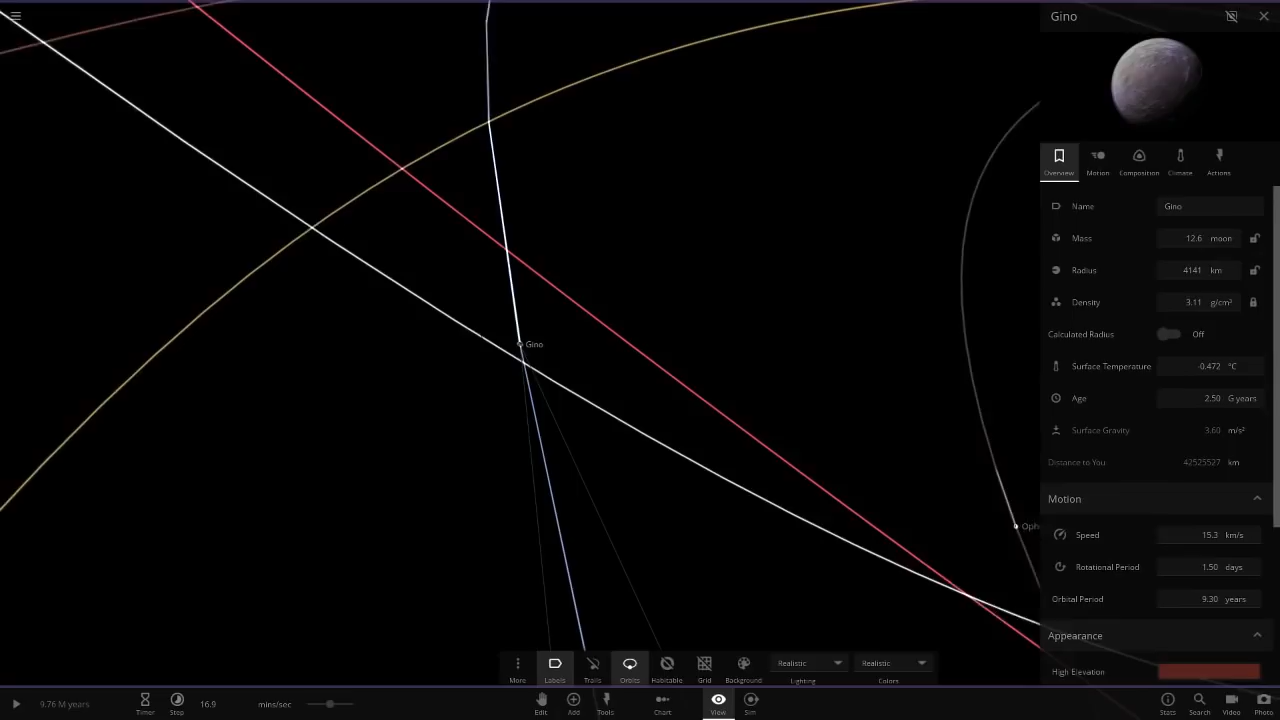 Gino
Overview Motion Composition Climate Actions
Name Gino
Mass 12.6 moon
Radius 4141 km
Density 3.11 g/cm³
Calculated Radius Off
Surface Temperature -0.472 °C
Age 2.50 G years
Surface Gravity 3.60 m/s²
Distance to You 42525527 km
Motion
Speed 15.3 km/s
Rotational Period 1.50 days
Orbital Period 9.30 years
Appearance
High Elevation
Gino
Oph
Realistic Realistic
More Labels Trails Orbits Habitable Grid Background Lighting Colors
9.76 M years Timer Step 16.9 mins/sec Edit Add Tools Chart View Sim Stats Search Video Photo